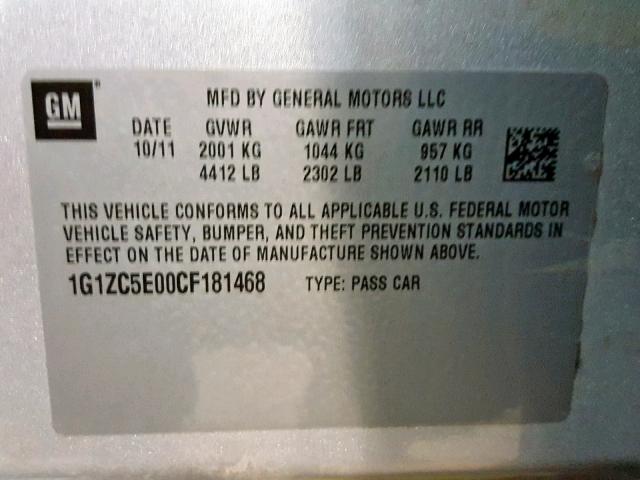 GM
MFD BY GENERAL MOTORS LLC
DATE GVWR GAWR FRT GAWR RR
10/11 2001 KG 1044 KG 957 KG
4412 LB 2302 LB 2110 LB
THIS VEHICLE CONFORMS TO ALL APPLICABLE U.S. FEDERAL MOTOR
VEHICLE SAFETY, BUMPER, AND THEFT PREVENTION STANDARDS IN
EFFECT ON THE DATE OF MANUFACTURE SHOWN ABOVE.
1G1ZC5E00CF181468 TYPE: PASS CAR